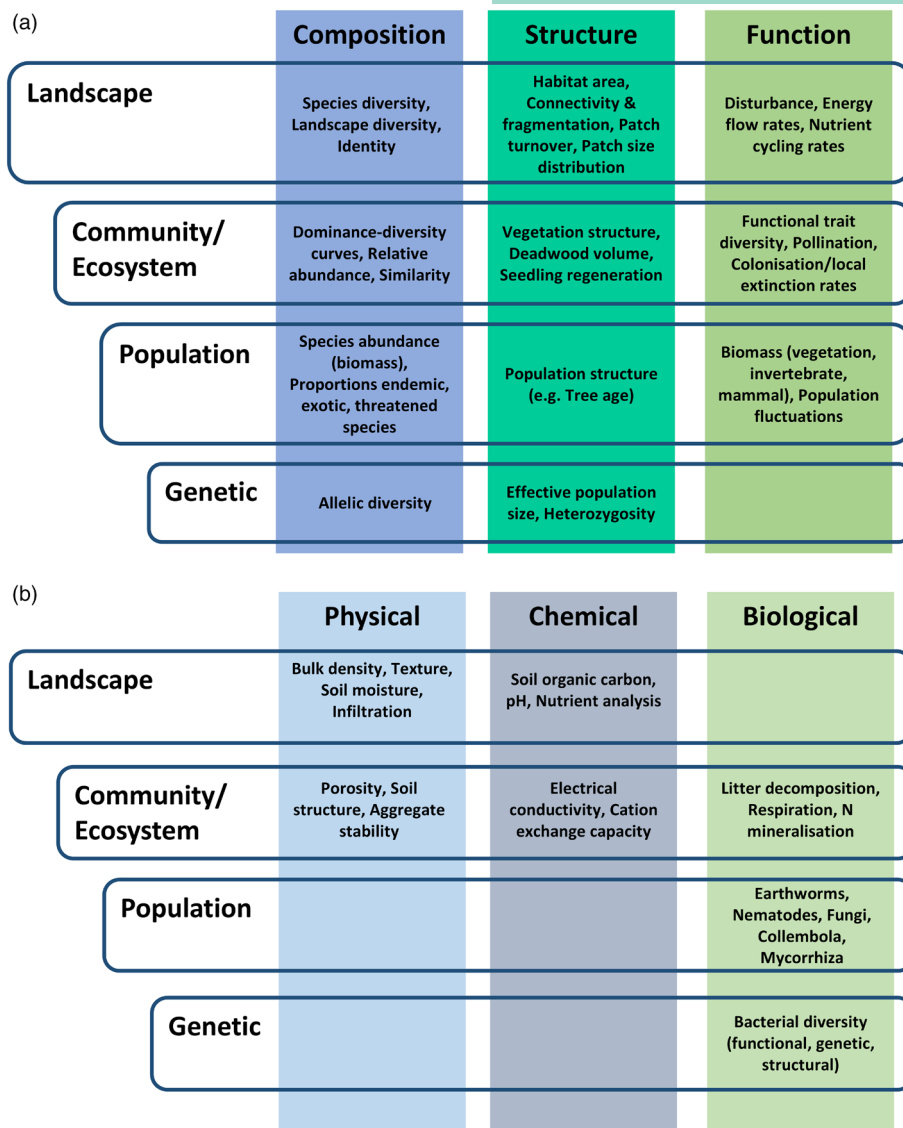 (a)
Composition
Structure
Function
Landscape
Species diversity,
Landscape diversity,
Identity
Habitat area,
Connectivity &
fragmentation, Patch
turnover, Patch size
distribution
Disturbance, Energy
flow rates, Nutrient
cycling rates
Community/
Ecosystem
Dominance-diversity
curves, Relative
abundance, Similarity
Vegetation structure,
Deadwood volume,
Seedling regeneration
Functional trait
diversity, Pollination,
Colonisation/local
extinction rates
Population
Species abundance
(biomass),
Proportions endemic,
exotic, threatened
species
Population structure
(e.g. Tree age)
Biomass (vegetation,
invertebrate,
mammal), Population
fluctuations
Genetic
Allelic diversity
Effective population
size, Heterozygosity
(b)
Physical
Chemical
Biological
Landscape
Bulk density, Texture,
Soil moisture,
Infiltration
Soil organic carbon,
pH, Nutrient analysis
Community/
Ecosystem
Porosity, Soil
structure, Aggregate
stability
Electrical
conductivity, Cation
exchange capacity
Litter decomposition,
Respiration, N
mineralisation
Population
Earthworms,
Nematodes, Fungi,
Collembola,
Mycorrhiza
Genetic
Bacterial diversity
(functional, genetic,
structural)